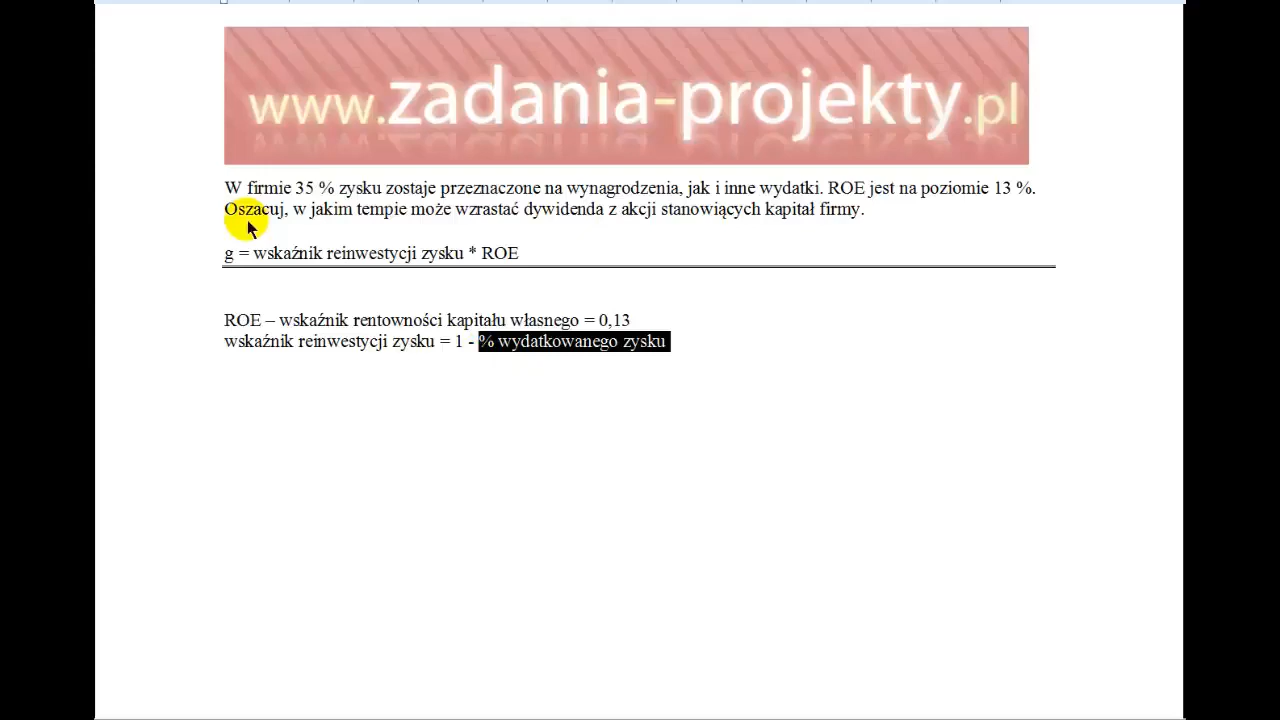 www.zadania-projekty.pl
W firmie 35 % zysku zostaje przeznaczone na wynagrodzenia, jak i inne wydatki. ROE jest na poziomie 13 %.
Oszacuj, w jakim tempie może wzrastać dywidenda z akcji stanowiących kapitał firmy.
g = wskaźnik reinwestycji zysku * ROE
ROE – wskaźnik rentowności kapitału własnego = 0,13
wskaźnik reinwestycji zysku = 1 - % wydatkowanego zysku